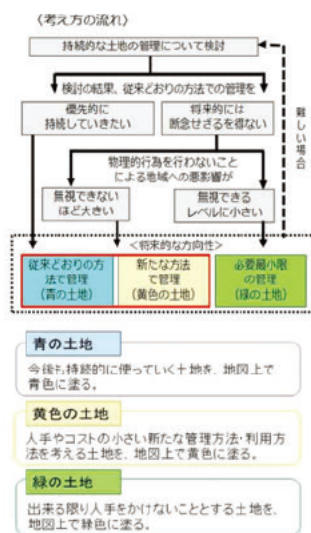 〈考え方の流れ〉
持続的な土地の管理について検討
検討の結果、従来どおりの方法での管理を
優先的に
持続していきたい
将来的には
断念せざるを得ない
難しい場合
物理的行為を行わないこと
による地域への悪影響が
無視できない
ほど大きい
無視できる
レベルに小さい
<将来的な方向性>
従来どおりの方
法で管理
(青の土地)
新たな方法
で管理
(黄色の土地)
必要最小限
の管理
(緑の土地)
青の土地
今後も持続的に使っていく土地を、地図上で
青色に塗る。
黄色の土地
人手やコストの小さい新たな管理方法・利用方
法を考える土地を、地図上で黄色に塗る。
緑の土地
出来る限り人手をかけないこととする土地を、
地図上で緑色に塗る。